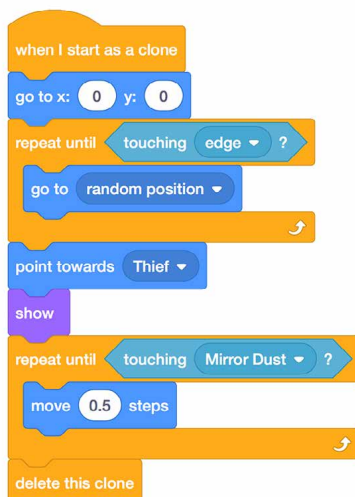 when I start as a clone
go to x: 0 y: 0
repeat until touching edge ?
go to random position
point towards Thief
show
repeat until touching Mirror Dust ?
move 0.5 steps
delete this clone